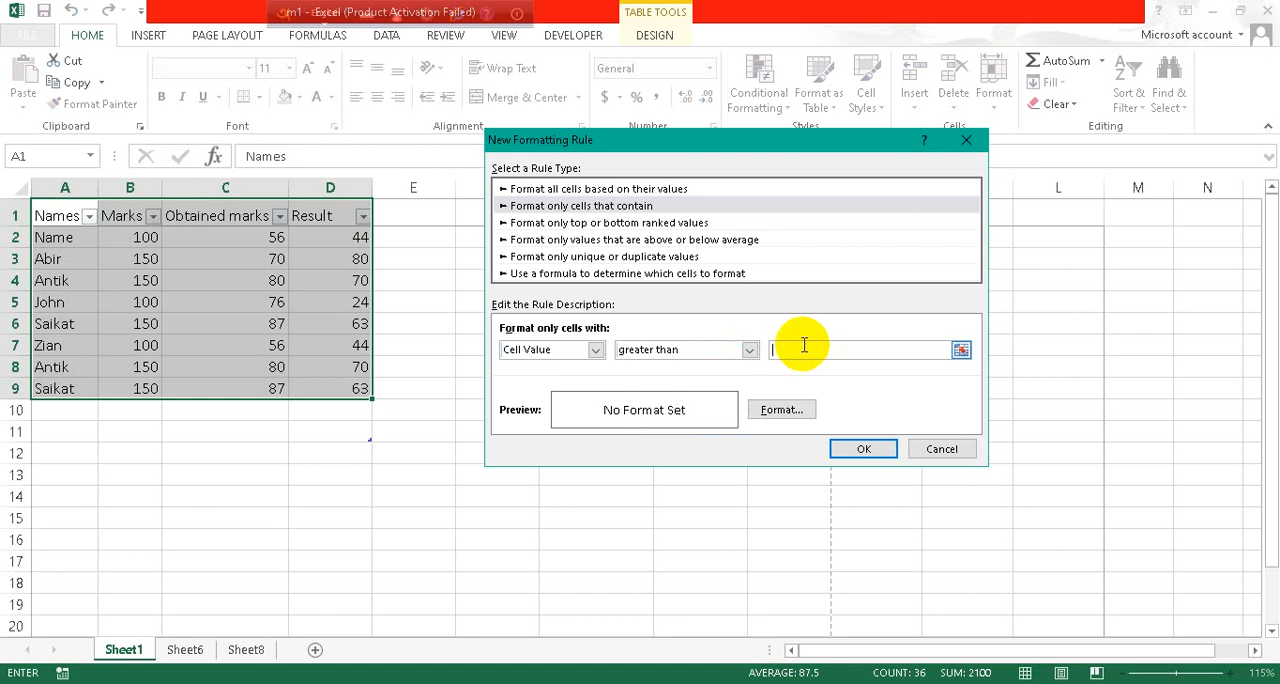 m1 - Excel (Product Activation Failed)
TABLE TOOLS
FILE HOME INSERT PAGE LAYOUT FORMULAS DATA REVIEW VIEW DEVELOPER DESIGN Microsoft account
Paste
Cut
Copy
Format Painter
Clipboard
11
A A
B I U A
Font
Wrap Text
Merge & Center
Alignment
General
$ % ,
Number
Conditional Formatting
Format as Table
Cell Styles
Styles
Insert
Delete
Format
Cells
AutoSum
Fill
Clear
Sort & Filter
Find & Select
Editing
A1
fx
Names
A B C D E L M N
1 Names Marks Obtained marks Result
2 Name 100 56 44
3 Abir 150 70 80
4 Antik 150 80 70
5 John 100 76 24
6 Saikat 150 87 63
7 Zian 100 56 44
8 Antik 150 80 70
9 Saikat 150 87 63
10
11
12
13
14
15
16
17
18
19
20
New Formatting Rule
?
Select a Rule Type:
► Format all cells based on their values
► Format only cells that contain
► Format only top or bottom ranked values
► Format only values that are above or below average
► Format only unique or duplicate values
► Use a formula to determine which cells to format
Edit the Rule Description:
Format only cells with:
Cell Value greater than
Preview: No Format Set Format...
OK Cancel
Sheet1 Sheet6 Sheet8
ENTER AVERAGE: 87.5 COUNT: 36 SUM: 2100 115%